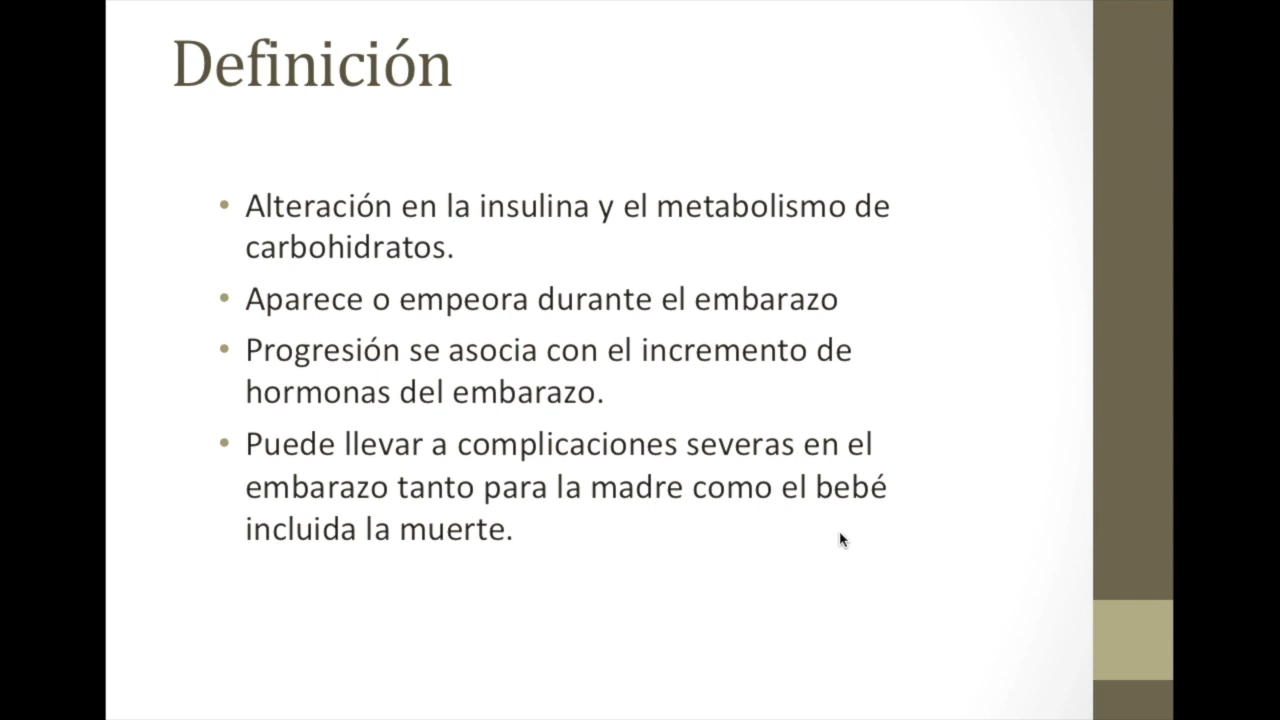 Definición
• Alteración en la insulina y el metabolismo de
carbohidratos.
• Aparece o empeora durante el embarazo
• Progresión se asocia con el incremento de
hormonas del embarazo.
• Puede llevar a complicaciones severas en el
embarazo tanto para la madre como el bebé
incluida la muerte.